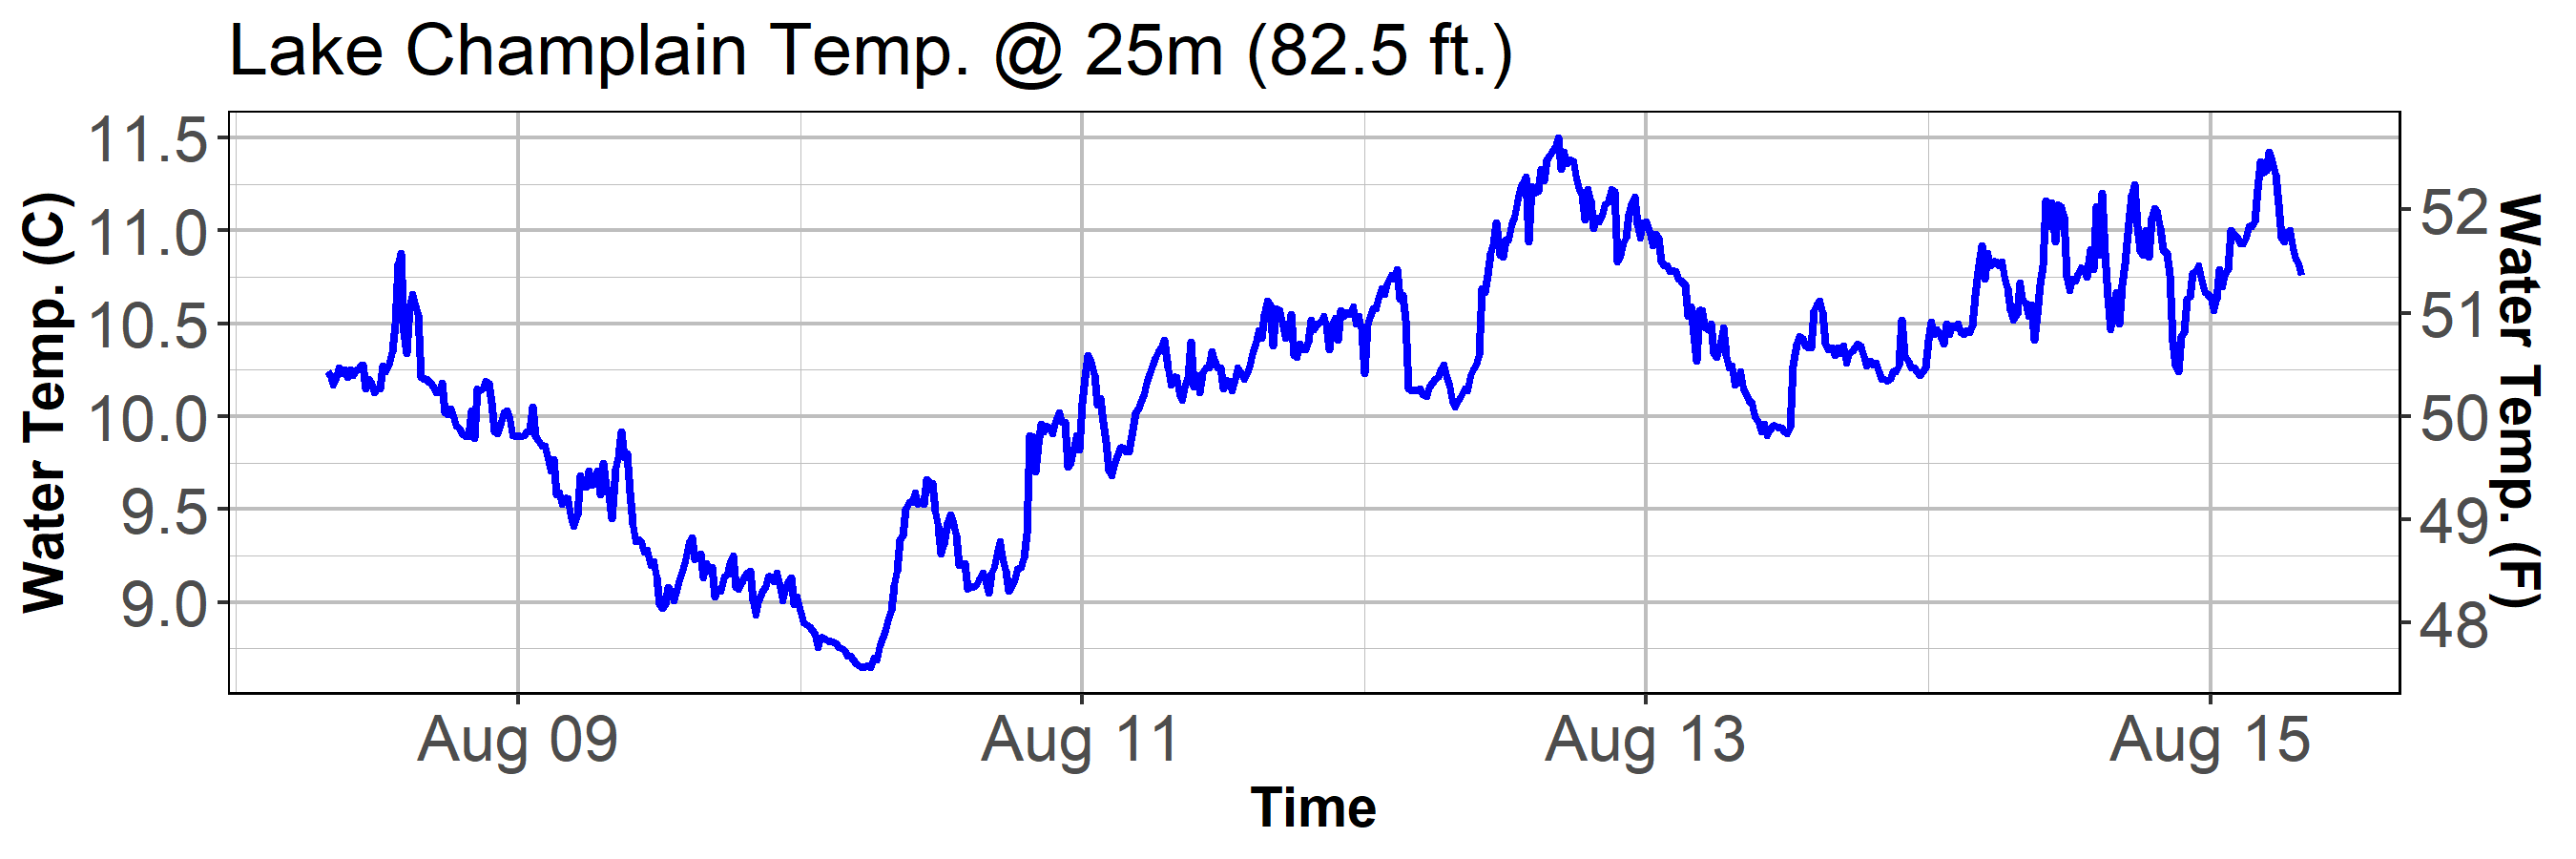 Lake Champlain Temp. @ 25m (82.5 ft.)
Water Temp. (C)
11.5
11.0
10.5
10.0
9.5
9.0
52
51
50
49
48
Water Temp. (F)
Aug 09 Aug 11 Aug 13 Aug 15
Time